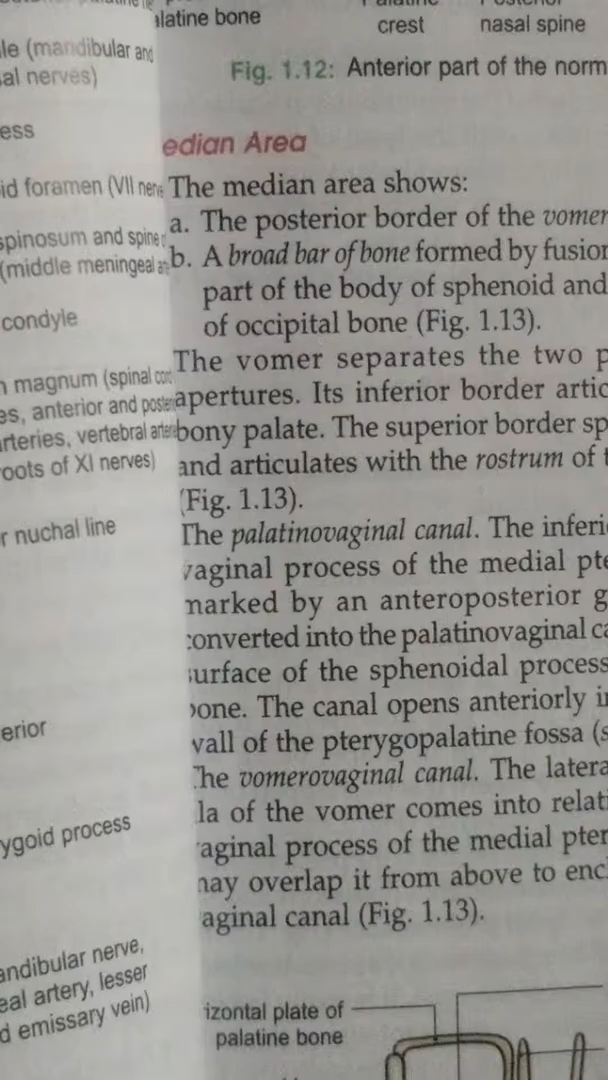 alatine bone
crest
nasal spine
Fig. 1.12: Anterior part of the norm
le (mandibular and
al nerves)
ess
id foramen (VII
spinosum and spine
(middle meningeal
condyle
magnum (spinal
es, anterior and
arteries, vertebral
oots of XI nerves)
r nuchal line
erior
ygoid process
andibular nerve,
eal artery, lesser
d emissary vein)
edian Area
The median area shows:
a. The posterior border of the vomer
b. A broad bar of bone formed by fusion
part of the body of sphenoid and
of occipital bone (Fig. 1.13).
The vomer separates the two p
apertures. Its inferior border artic
bony palate. The superior border sp
and articulates with the rostrum of t
(Fig. 1.13).
The palatinovaginal canal. The inferi
vaginal process of the medial pte
marked by an anteroposterior g
converted into the palatinovaginal ca
surface of the sphenoidal process
bone. The canal opens anteriorly i
wall of the pterygopalatine fossa (s
The vomerovaginal canal. The latera
la of the vomer comes into relati
aginal process of the medial pter
may overlap it from above to enc
aginal canal (Fig. 1.13).
izontal plate of
palatine bone